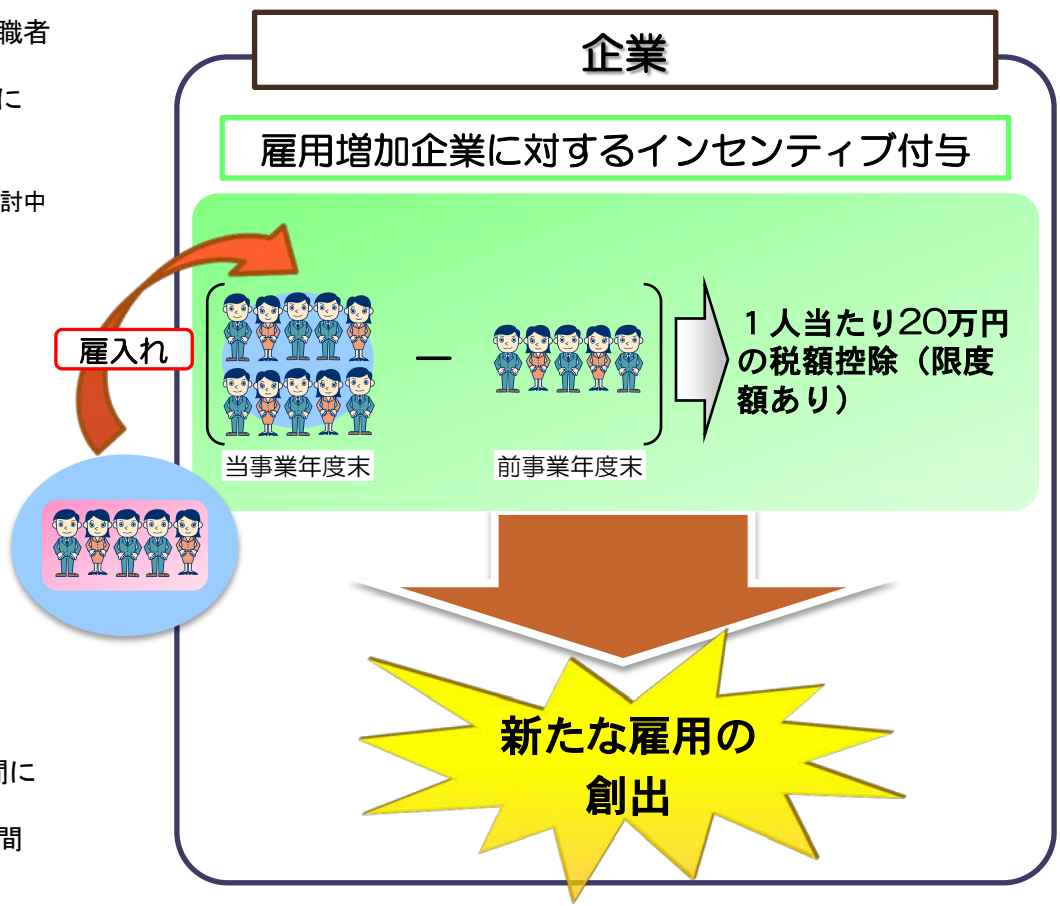 職者
に
討中
企業
雇用増加企業に対するインセンティブ付与
雇入れ
－
１人当たり20万円
の税額控除（限度
額あり）
当事業年度末
前事業年度末
新たな雇用の
創出
間に
間